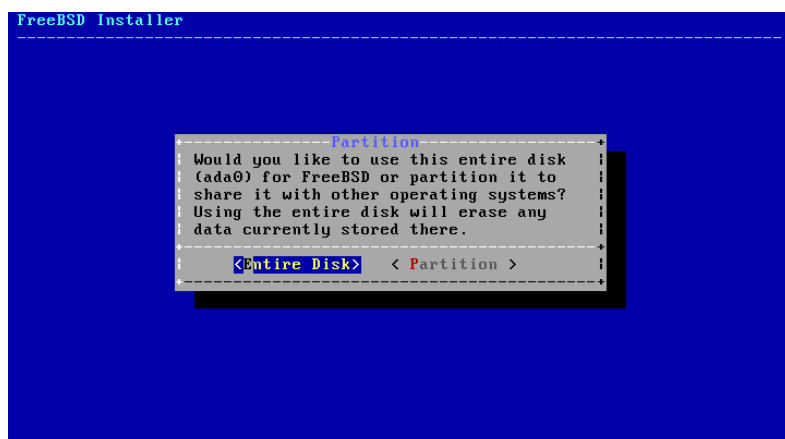 FreeBSD Installer
Partition
Would you like to use this entire disk
(ada0) for FreeBSD or partition it to
share it with other operating systems?
Using the entire disk will erase any
data currently stored there.
<Entire Disk> < Partition >